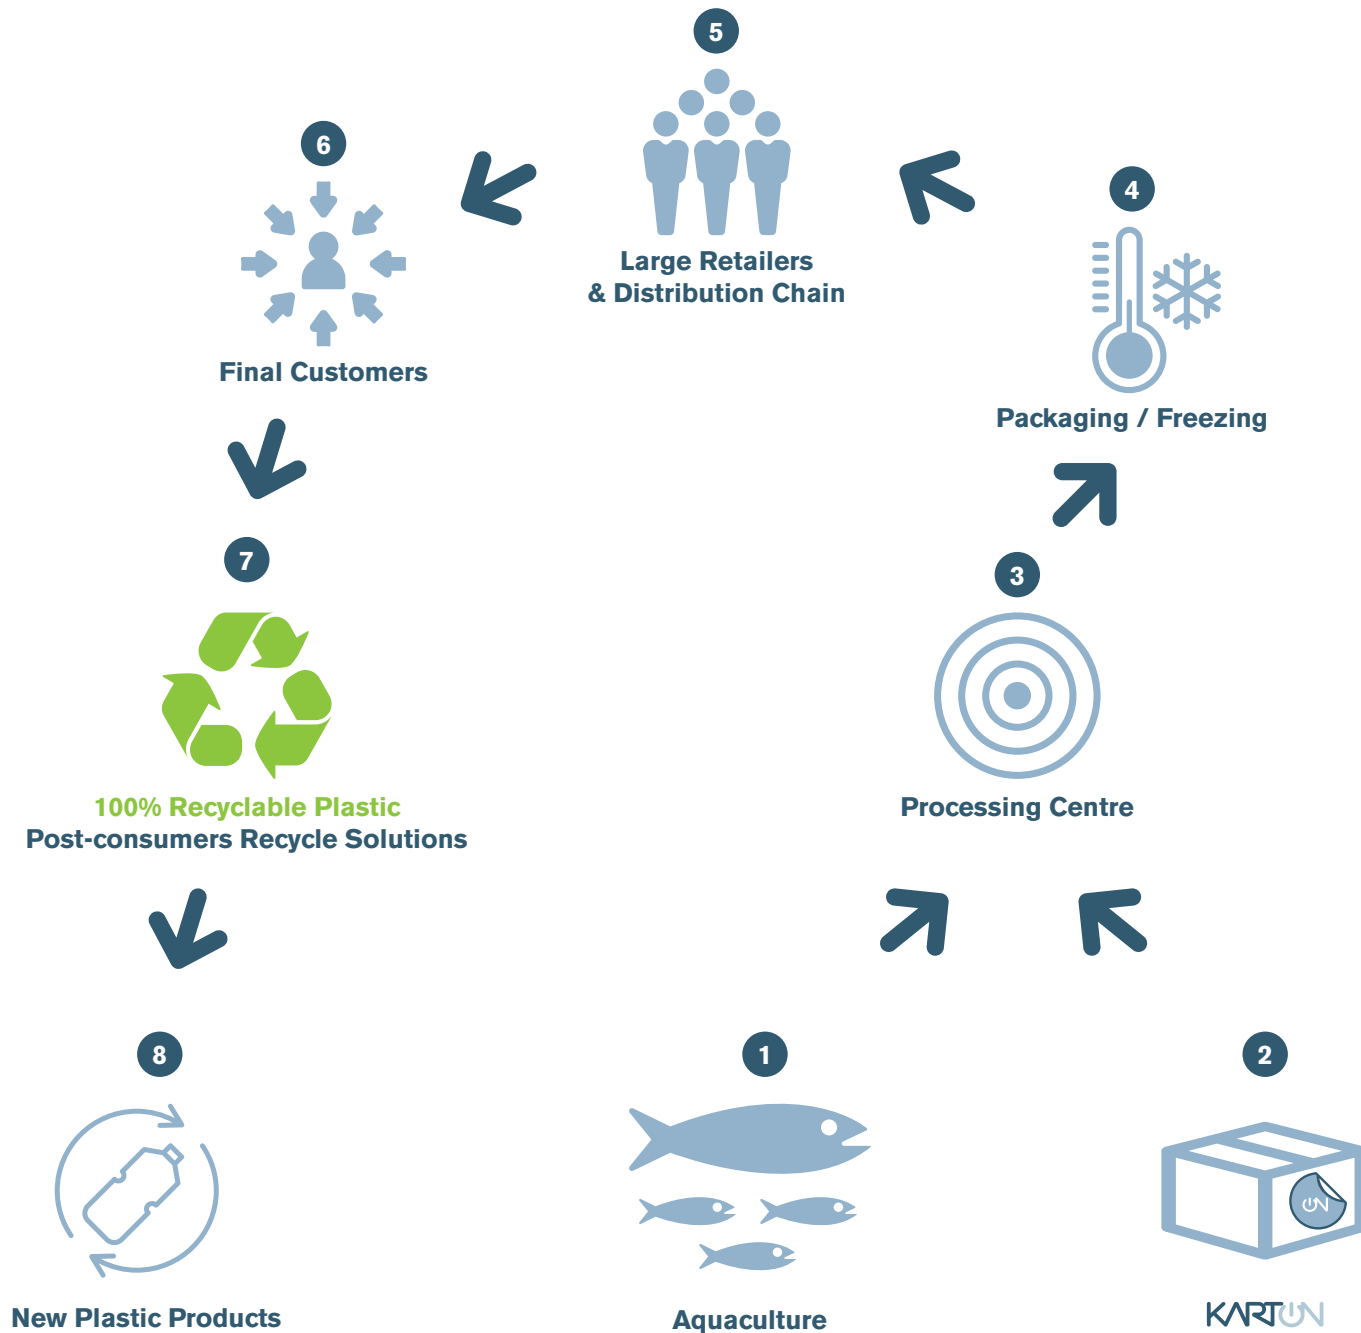 5
6
4
Large Retailers
& Distribution Chain
Final Customers
Packaging / Freezing
7
3
100% Recyclable Plastic
Post-consumers Recycle Solutions
Processing Centre
8
1
2
ON
New Plastic Products
Aquaculture
KARTON